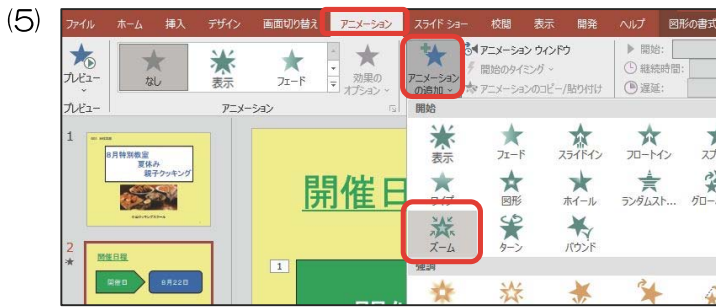 (5)
ファイル ホーム 挿入 デザイン 画面切り替え アニメーション スライド ショー 校閲 表示 開発 ヘルプ 図形の書式
プレビュー
なし 表示 フェード 効果の オプション
アニメーション の追加
アニメーション ウィンドウ
開始のタイミング
アニメーションのコピー/貼り付け
開始:
継続時間:
遅延:
プレビュー アニメーション
開始
表示 フェード スライドイン フロートイン
ワイプ 図形 ホイール ランダムスト...
ズーム ターン バウンド
強調
1
8月特別教室
夏休み
親子クッキング
2
開催日程
開催日 8月22日
開催日
1